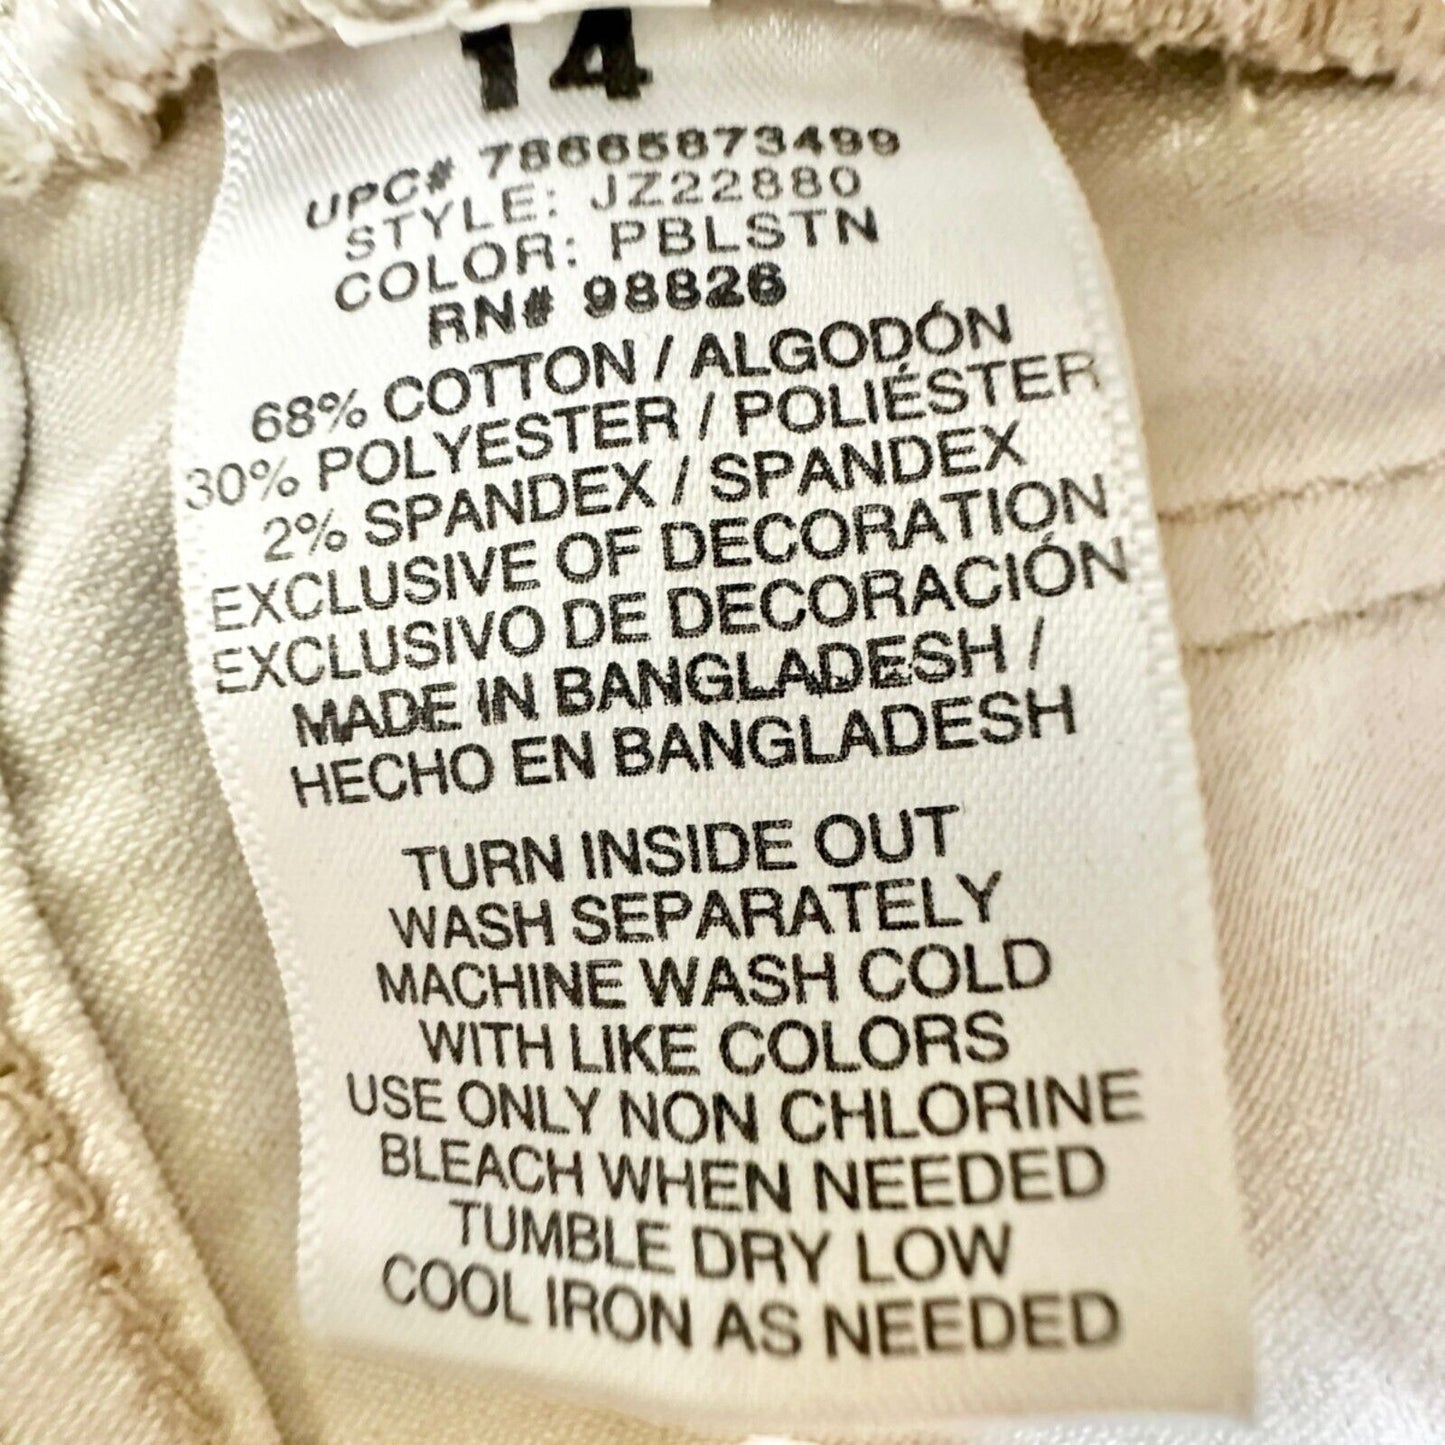 14
UPC# 78665873499
STYLE: JZ22880
COLOR: PBLSTN
RN# 98826
68% COTTON / ALGODÓN
30% POLYESTER / POLIÉSTER
2% SPANDEX / SPANDEX
EXCLUSIVE OF DECORATION
EXCLUSIVO DE DECORACIÓN
MADE IN BANGLADESH /
HECHO EN BANGLADESH
TURN INSIDE OUT
WASH SEPARATELY
MACHINE WASH COLD
WITH LIKE COLORS
USE ONLY NON CHLORINE
BLEACH WHEN NEEDED
TUMBLE DRY LOW
COOL IRON AS NEEDED